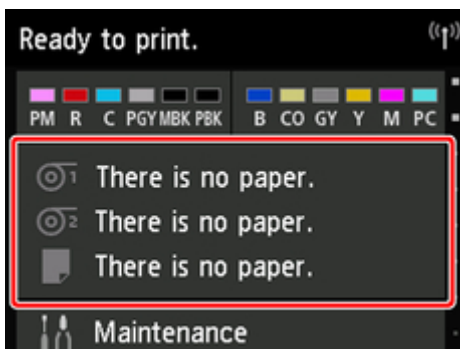 Ready to print.
PM R C PGY MBK PBK B CO GY Y M PC
1 There is no paper.
2 There is no paper.
There is no paper.
Maintenance